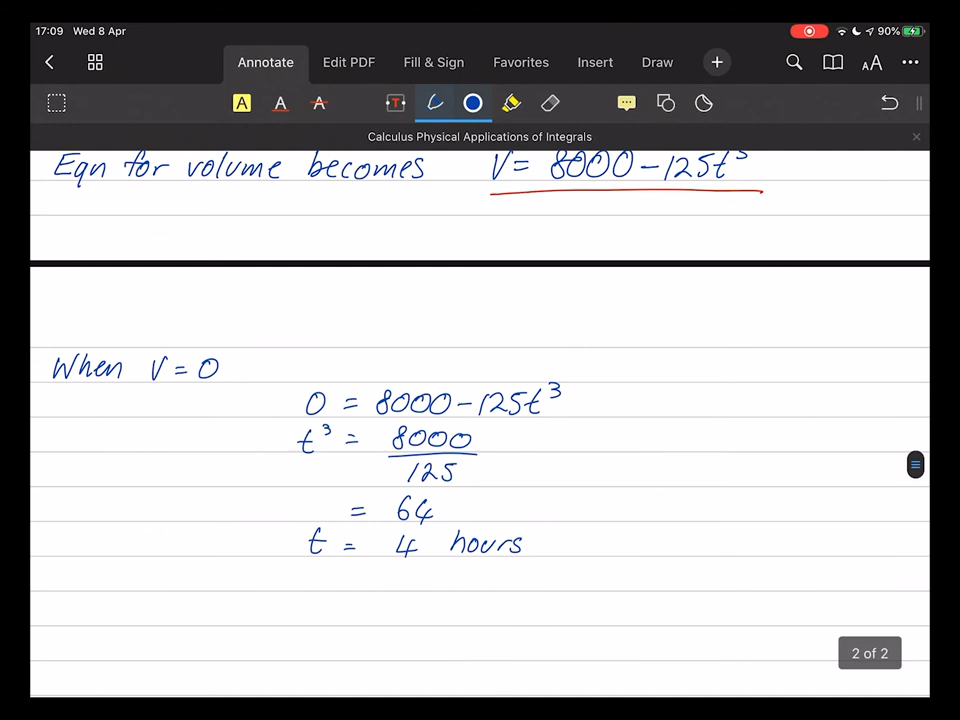 17:09 Wed 8 Apr 90%
Annotate Edit PDF Fill & Sign Favorites Insert Draw
Calculus Physical Applications of Integrals
Eqn for volume becomes V = 8000 - 125t³
When V = 0
0 = 8000 - 125t³
t³ = 8000
125
= 64
t = 4 hours
2 of 2